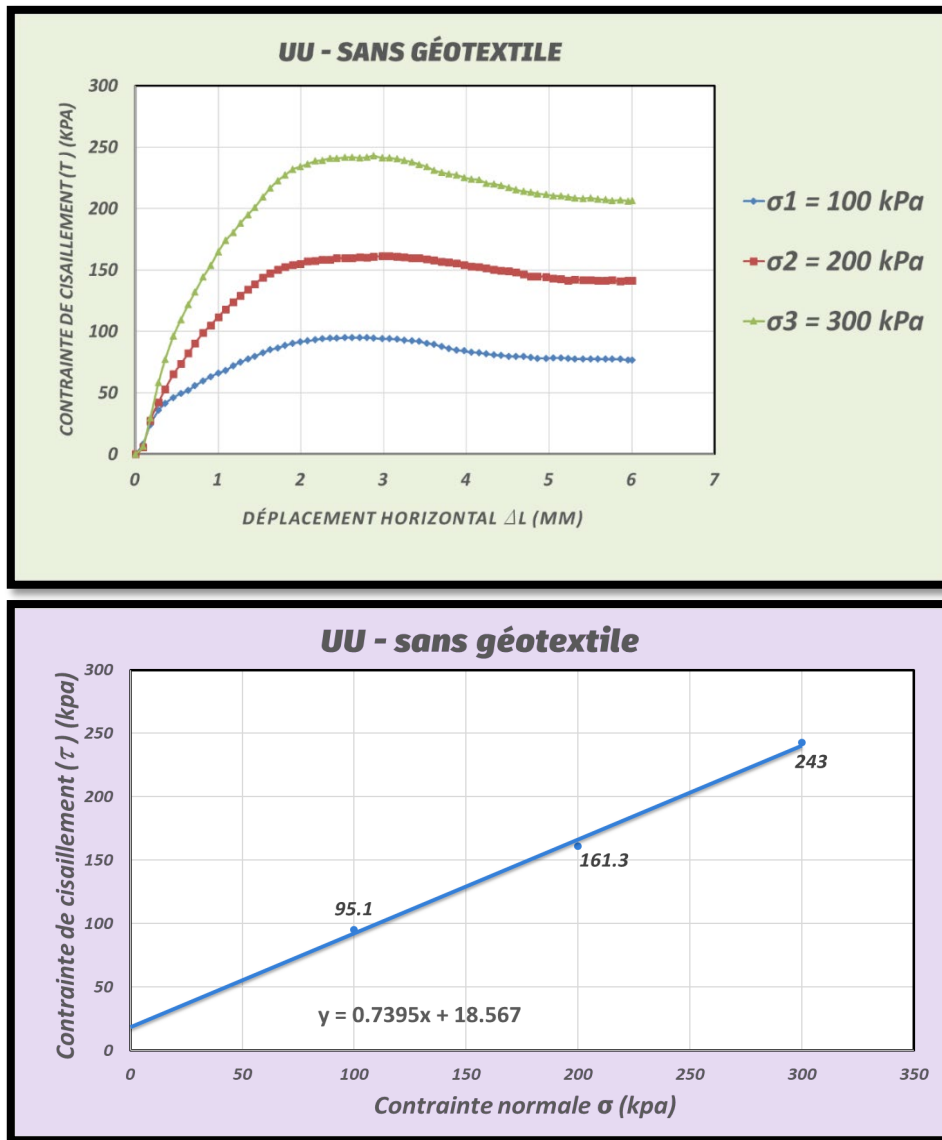 UU - SANS GÉOTEXTILE
CONTRAINTE DE CISAILLEMENT(T ) (KPA)
300
250
200
150
100
50
0
0 1 2 3 4 5 6 7
DÉPLACEMENT HORIZONTAL ΔL (MM)
σ1 = 100 kPa
σ2 = 200 kPa
σ3 = 300 kPa
UU - sans géotextile
Contrainte de cisaillement (τ ) (kpa)
300
250
200
150
100
50
0
243
161.3
95.1
y = 0.7395x + 18.567
0 50 100 150 200 250 300 350
Contrainte normale σ (kpa)